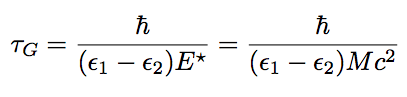 τ_G = ℏ / ((ϵ₁ − ϵ₂)E⋆) = ℏ / ((ϵ₁ − ϵ₂)Mc²)